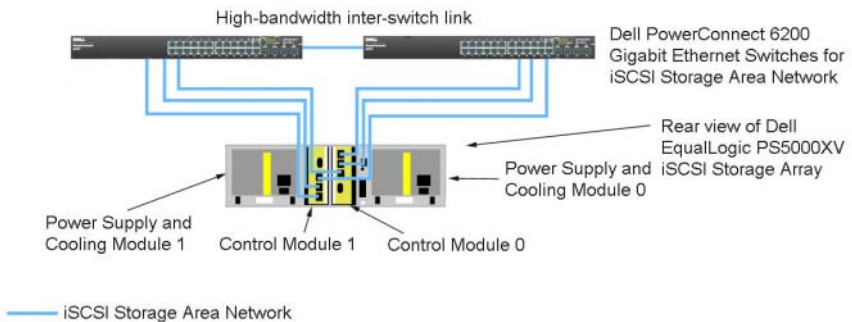 High-bandwidth inter-switch link
DELL
DELL
Dell PowerConnect 6200
Gigabit Ethernet Switches for
iSCSI Storage Area Network
Rear view of Dell
EqualLogic PS5000XV
iSCSI Storage Array
Power Supply and
Cooling Module 0
Power Supply and
Cooling Module 1
Control Module 1
Control Module 0
iSCSI Storage Area Network